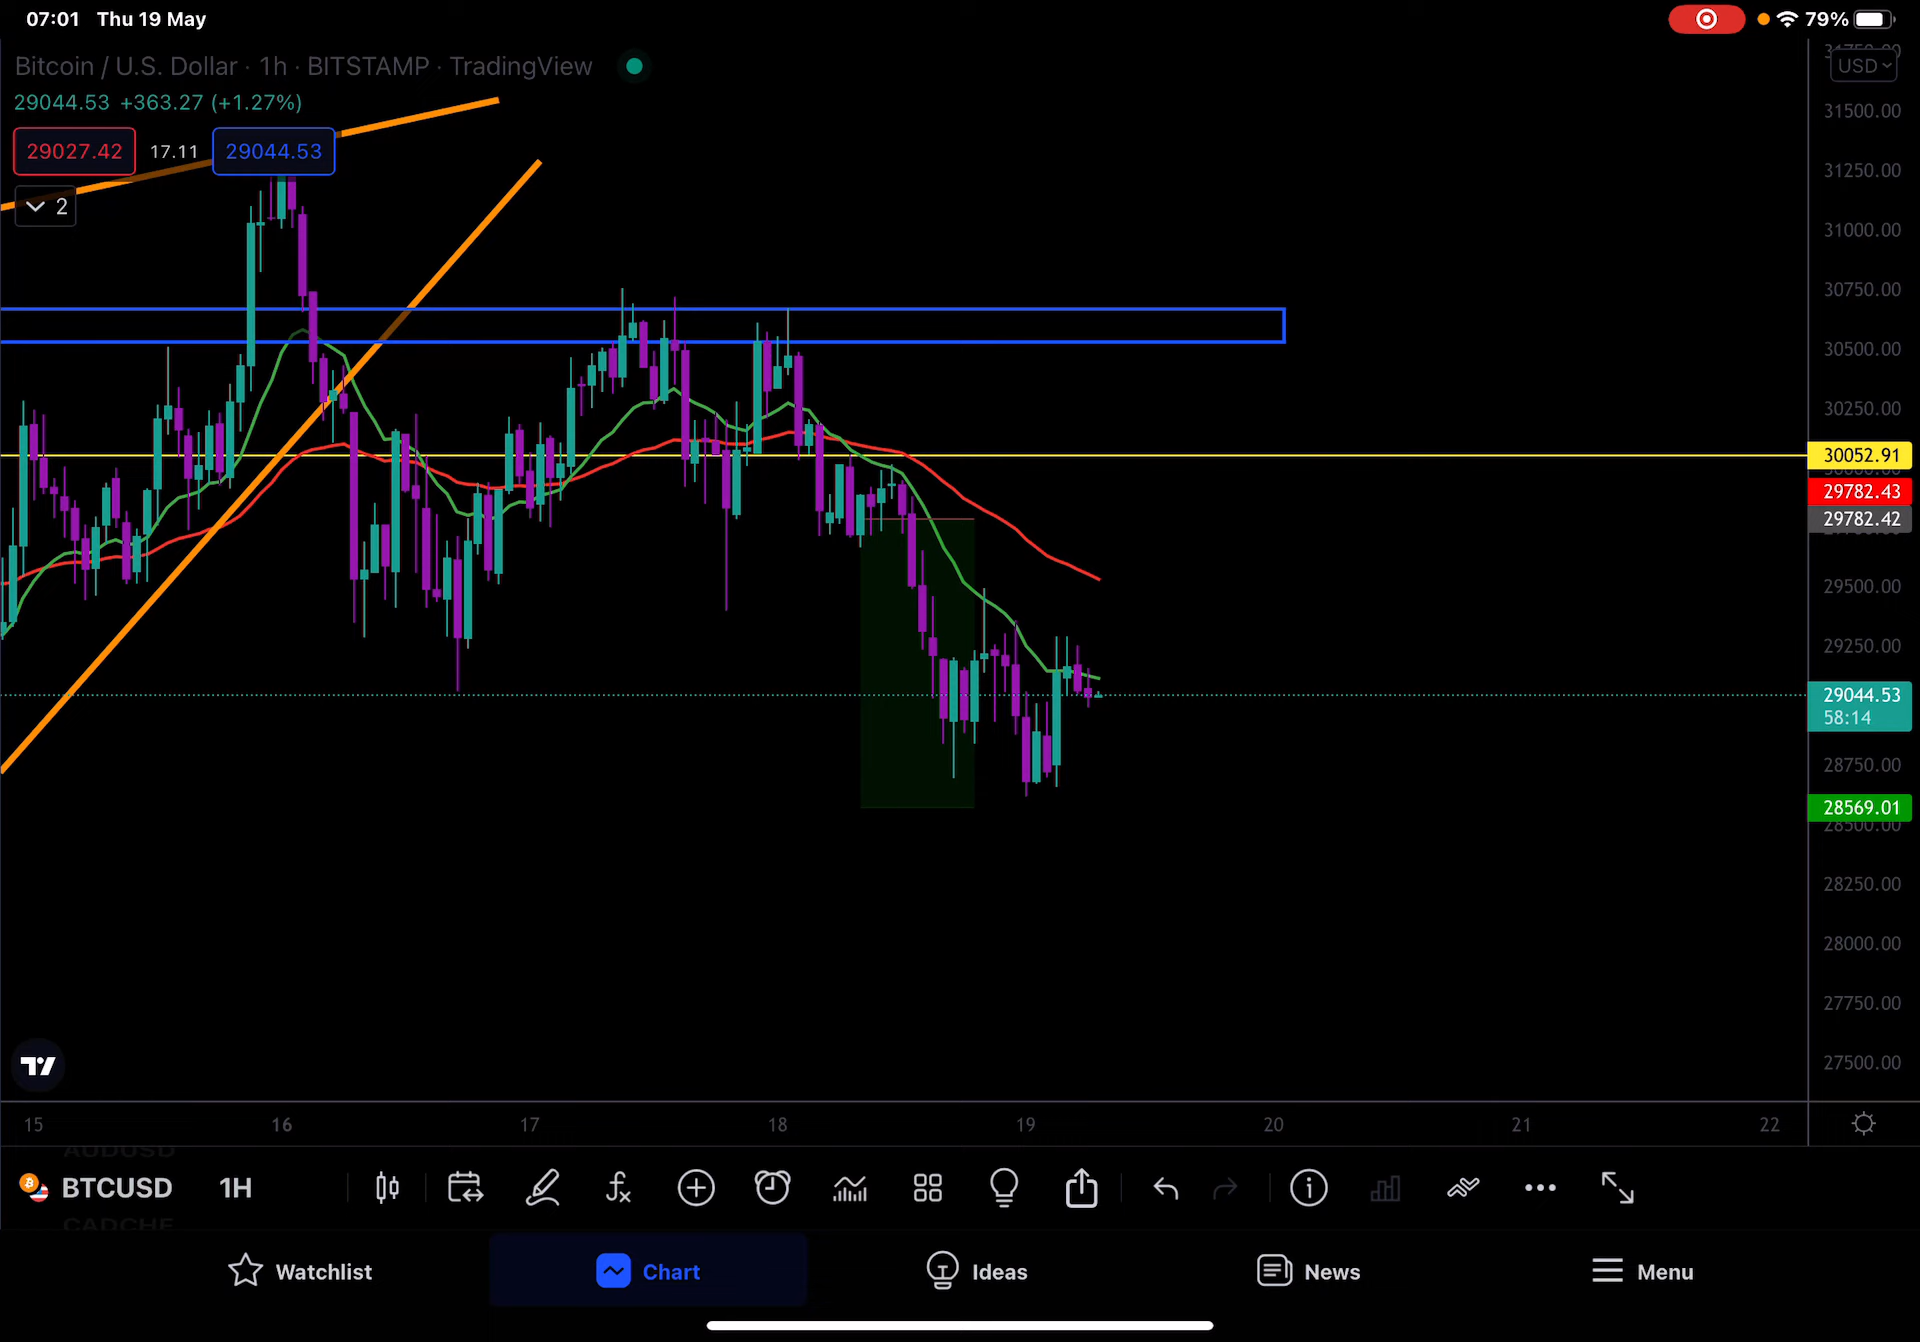 07:01 Thu 19 May
79%
Bitcoin / U.S. Dollar · 1h · BITSTAMP · TradingView
29044.53 +363.27 (+1.27%)
29027.42 17.11 29044.53
2
USD
31500.00
31250.00
31000.00
30750.00
30500.00
30250.00
30052.91
29782.43
29782.42
29500.00
29250.00
29044.53
58:14
28750.00
28569.01
28500.00
28250.00
28000.00
27750.00
27500.00
15 16 17 18 19 20 21 22
AUDUSD
BTCUSD 1H
CADCHF
Watchlist Chart Ideas News Menu